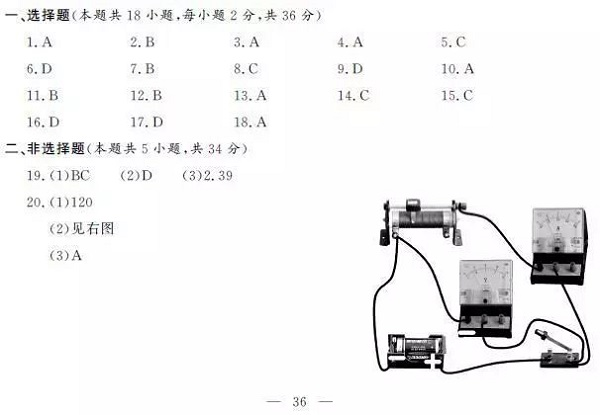 一、选择题(本题共 18 小题,每小题 2 分,共 36 分)
1. A 2. B 3. A 4. A 5. C
6. D 7. B 8. C 9. D 10. A
11. B 12. B 13. A 14. C 15. C
16. D 17. D 18. A
二、非选择题(本题共 5 小题,共 34 分)
19. (1)BC (2)D (3)2.39
20. (1)120
(2)见右图
(3)A
V
— 36 —